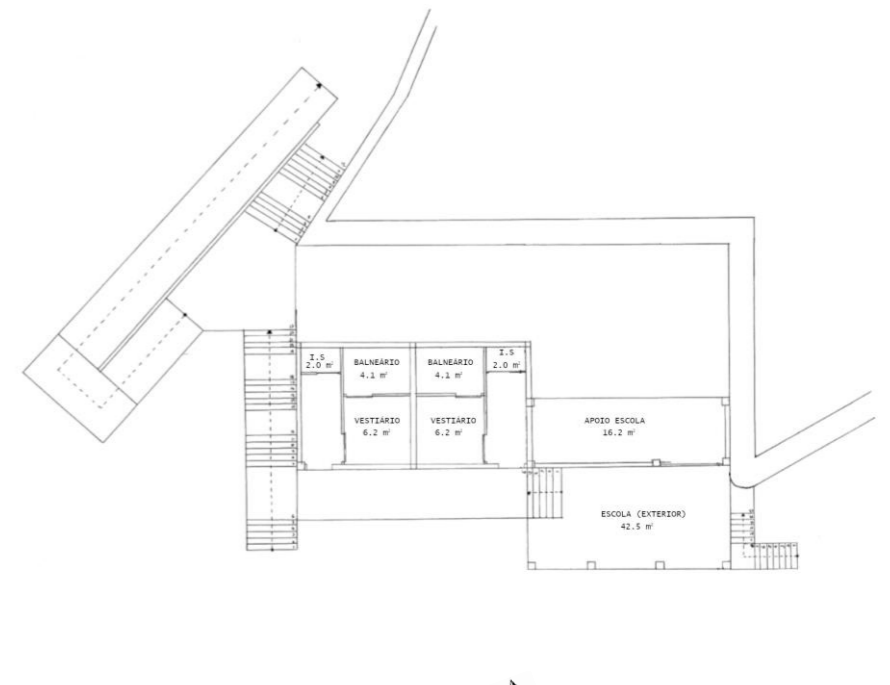 I.S
2.0 m²
BALNEÁRIO
4.1 m²
BALNEÁRIO
4.1 m²
I.S
2.0 m²
VESTIÁRIO
6.2 m²
VESTIÁRIO
6.2 m²
APOIO ESCOLA
16.2 m²
ESCOLA (EXTERIOR)
42.5 m²